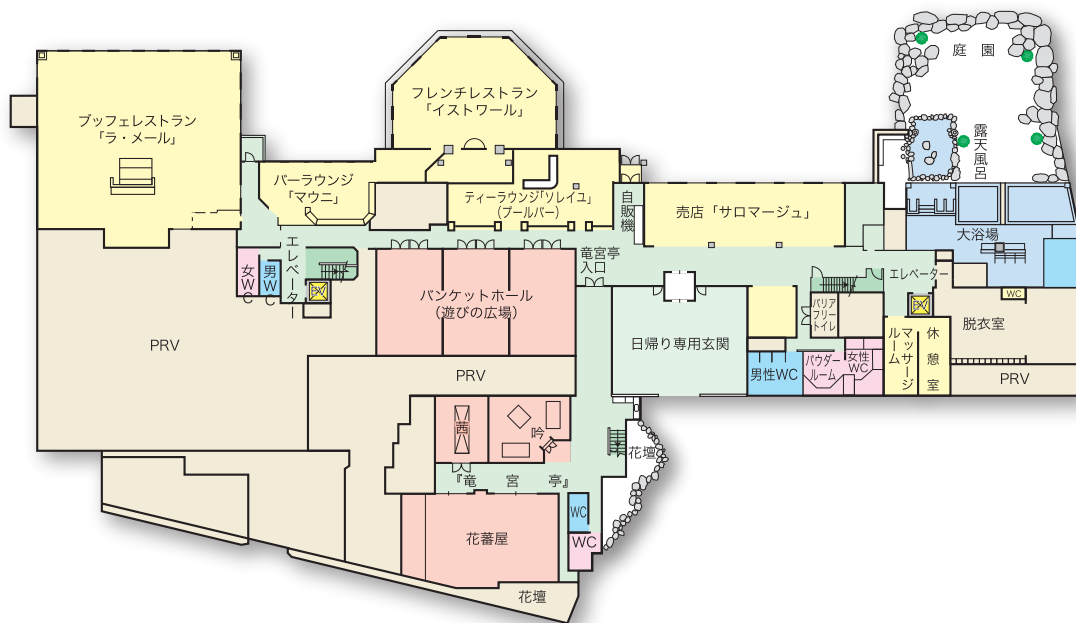 庭 園
露天風呂
ブッフェレストラン
「ラ・メール」
フレンチレストラン
「イストワール」
バーラウンジ
「マウニ」
ティーラウンジ「ソレイユ」
(プールバー)
自販機
売店「サロマージュ」
大浴場
女WC
男WC
エレベーター
EV
竜宮亭
入口
エレベーター
EV
WC
脱衣室
バンケットホール
(遊びの広場)
日帰り専用玄関
バリア
フリー
トイレ
男性WC
パウダー
ルーム
女性
WC
マッサージ
ルーム
休憩室
PRV
PRV
PRV
茜
吟
花壇
『竜 宮 亭』
WC
WC
花蕃屋
花壇